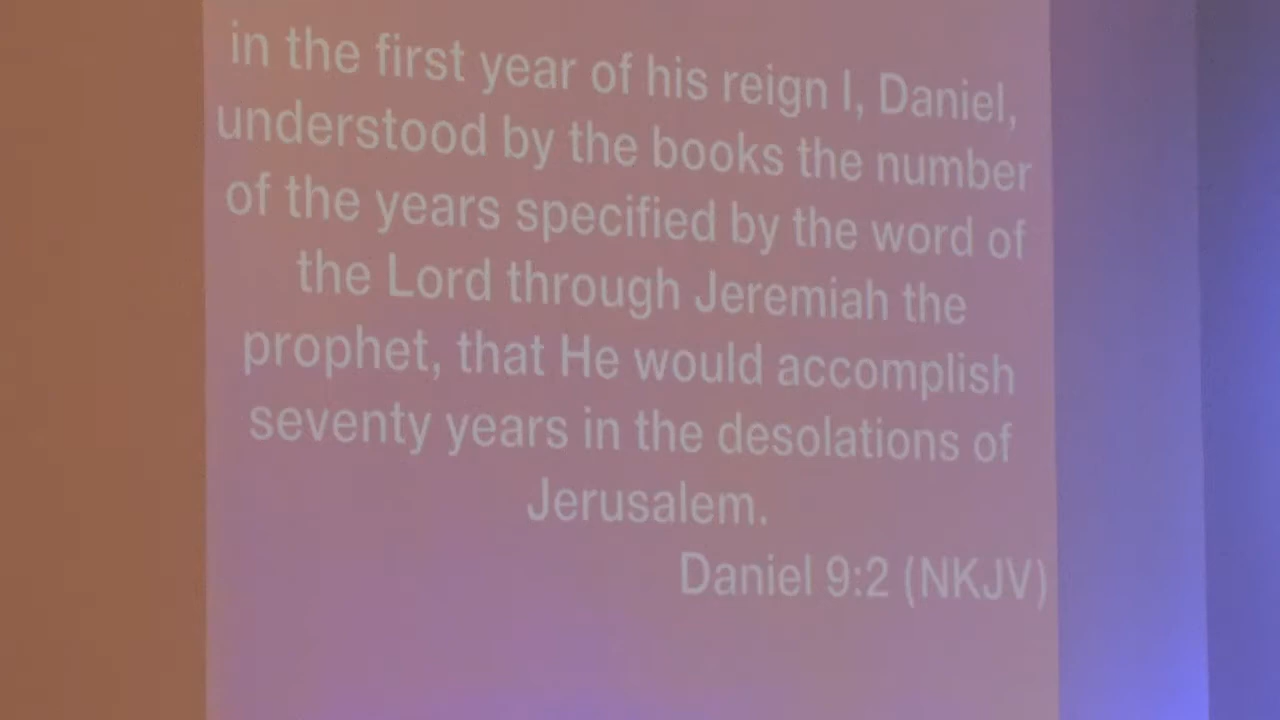 in the first year of his reign I, Daniel,
understood by the books the number
of the years specified by the word of
the Lord through Jeremiah the
prophet, that He would accomplish
seventy years in the desolations of
Jerusalem.
Daniel 9:2 (NKJV)